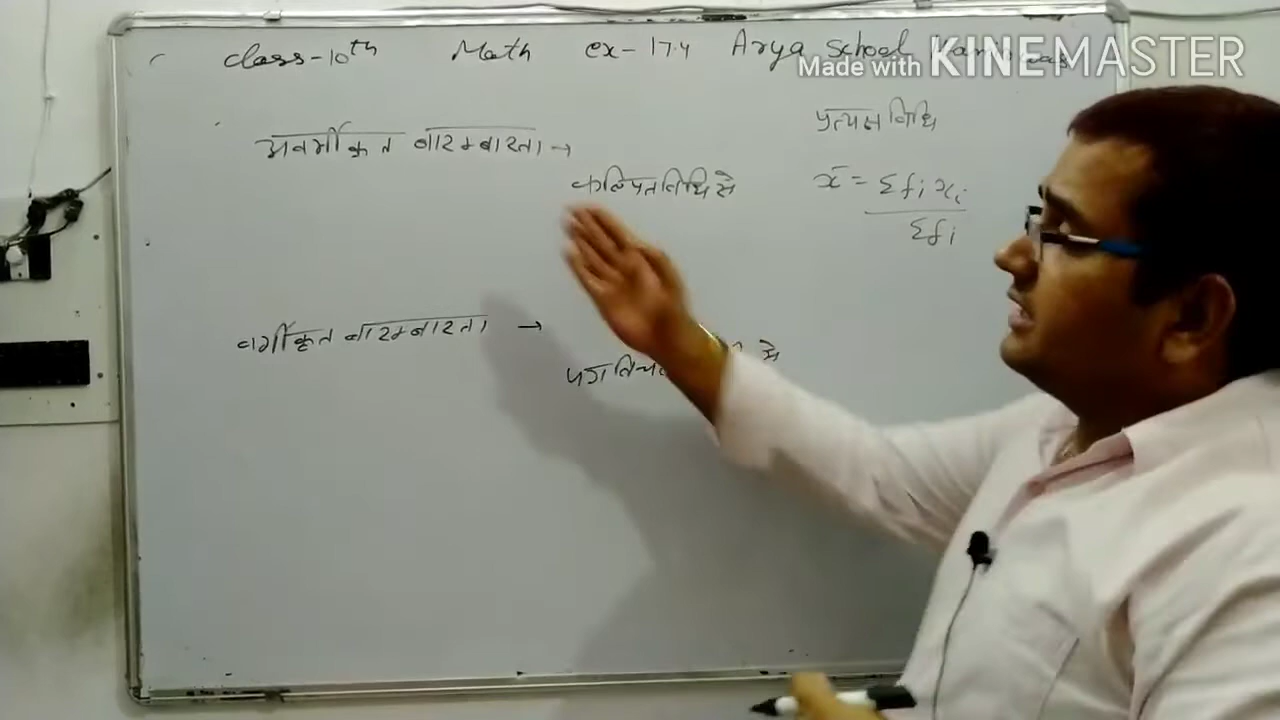 class-10th Math ex-17.4 Arya School
Made with KINEMASTER
अवर्गीकृत बारम्बारता →
कल्पित विधि से
प्रत्यक्ष विधि
x̄ = Σfixi / Σfi
वर्गीकृत बारम्बारता →
से